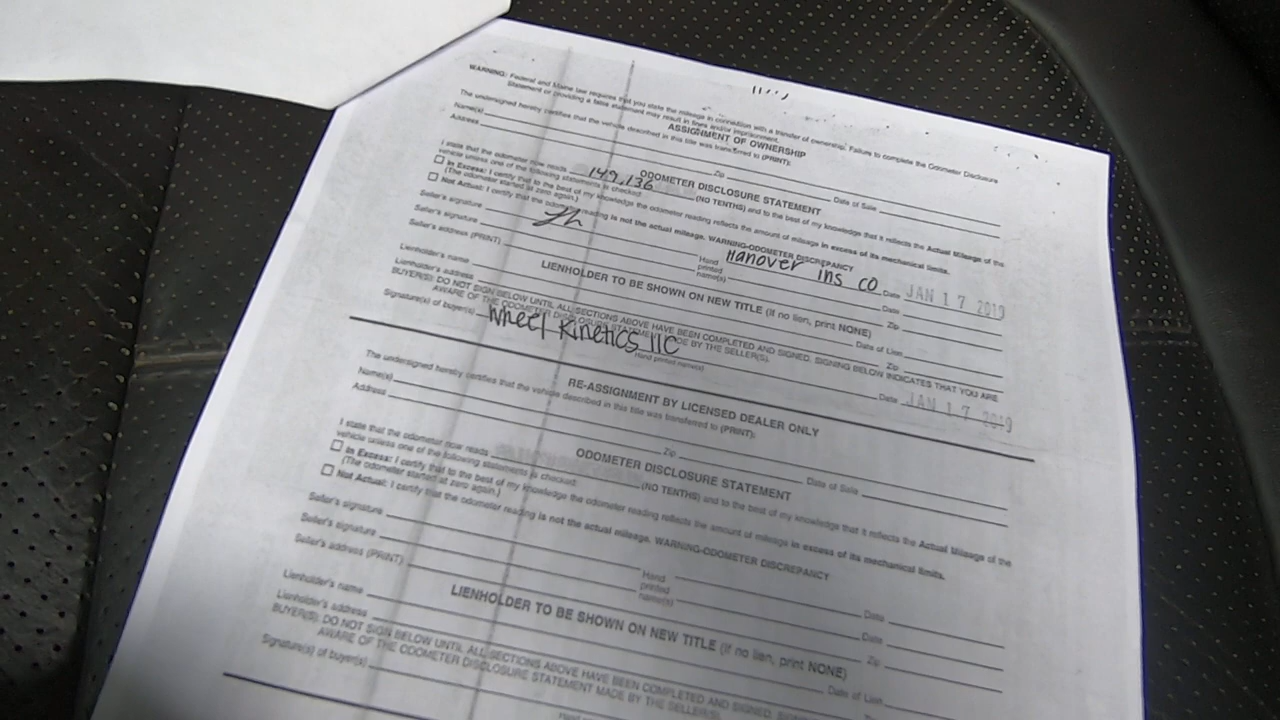 WARNING: Federal and Maine law requires that you state the mileage in connection with a transfer of ownership. Failure to complete the Odometer Disclosure
Statement or providing a false statement may result in fines and/or imprisonment.
ASSIGNMENT OF OWNERSHIP
The undersigned hereby certifies that the vehicle described in this title was transferred to (PRINT):
Name(s)
Address Zip Date of Sale
ODOMETER DISCLOSURE STATEMENT
I state that the odometer now reads 149,136 (NO TENTHS) and to the best of my knowledge that it reflects the Actual Mileage of the
vehicle unless one of the following statements is checked:
In Excess: I certify that to the best of my knowledge the odometer reading reflects the amount of mileage in excess of its mechanical limits.
(The odometer started at zero again.)
Not Actual: I certify that the odometer reading is not the actual mileage. WARNING-ODOMETER DISCREPANCY
Seller's signature Hanover Ins Co Date JAN 17 2019
Seller's signature Hand printed name(s) Date
Seller's address (PRINT) Zip
LIENHOLDER TO BE SHOWN ON NEW TITLE (If no lien, print NONE)
Lienholder's name Date of Lien
Lienholder's address Zip
BUYER(S): DO NOT SIGN BELOW UNTIL ALL SECTIONS ABOVE HAVE BEEN COMPLETED AND SIGNED. SIGNING BELOW INDICATES THAT YOU ARE
AWARE OF THE ODOMETER DISCLOSURE STATEMENT MADE BY THE SELLER(S).
Signature(s) of buyer(s) Wheel Kinetics llC Date JAN 17 2019
Hand printed name(s)
RE-ASSIGNMENT BY LICENSED DEALER ONLY
The undersigned hereby certifies that the vehicle described in this title was transferred to (PRINT):
Name(s)
Address Zip Date of Sale
ODOMETER DISCLOSURE STATEMENT
I state that the odometer now reads (NO TENTHS) and to the best of my knowledge that it reflects the Actual Mileage of the
vehicle unless one of the following statements is checked:
In Excess: I certify that to the best of my knowledge the odometer reading reflects the amount of mileage in excess of its mechanical limits.
(The odometer started at zero again.)
Not Actual: I certify that the odometer reading is not the actual mileage. WARNING-ODOMETER DISCREPANCY
Seller's signature Date
Seller's signature Hand printed name(s) Date
Seller's address (PRINT) Zip
LIENHOLDER TO BE SHOWN ON NEW TITLE (If no lien, print NONE)
Lienholder's name Date of Lien
Lienholder's address
BUYER(S): DO NOT SIGN BELOW UNTIL ALL SECTIONS ABOVE HAVE BEEN COMPLETED AND SIGNED.
AWARE OF THE ODOMETER DISCLOSURE STATEMENT MADE BY THE SELLER(S).
Signature(s) of buyer(s)